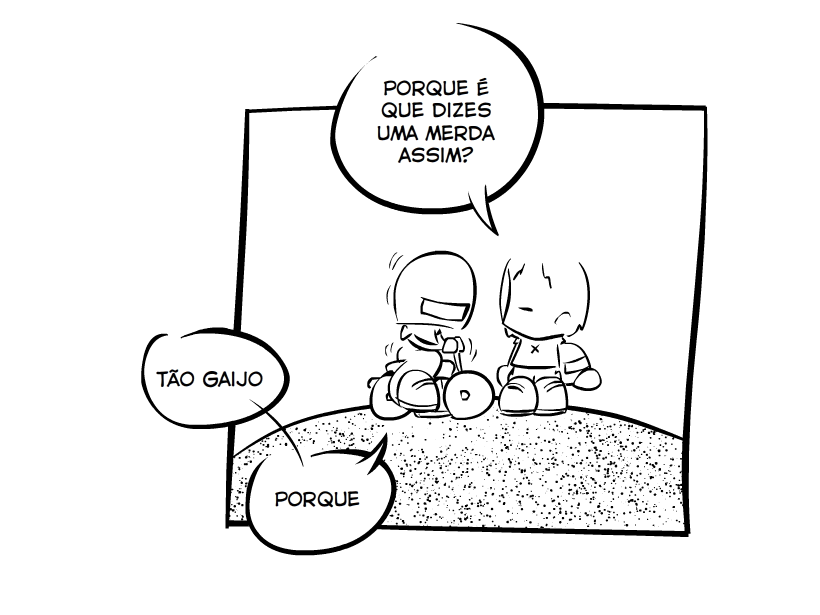 PORQUE É
QUE DIZES
UMA MERDA
ASSIM?
TÃO GAIJO
PORQUE
D